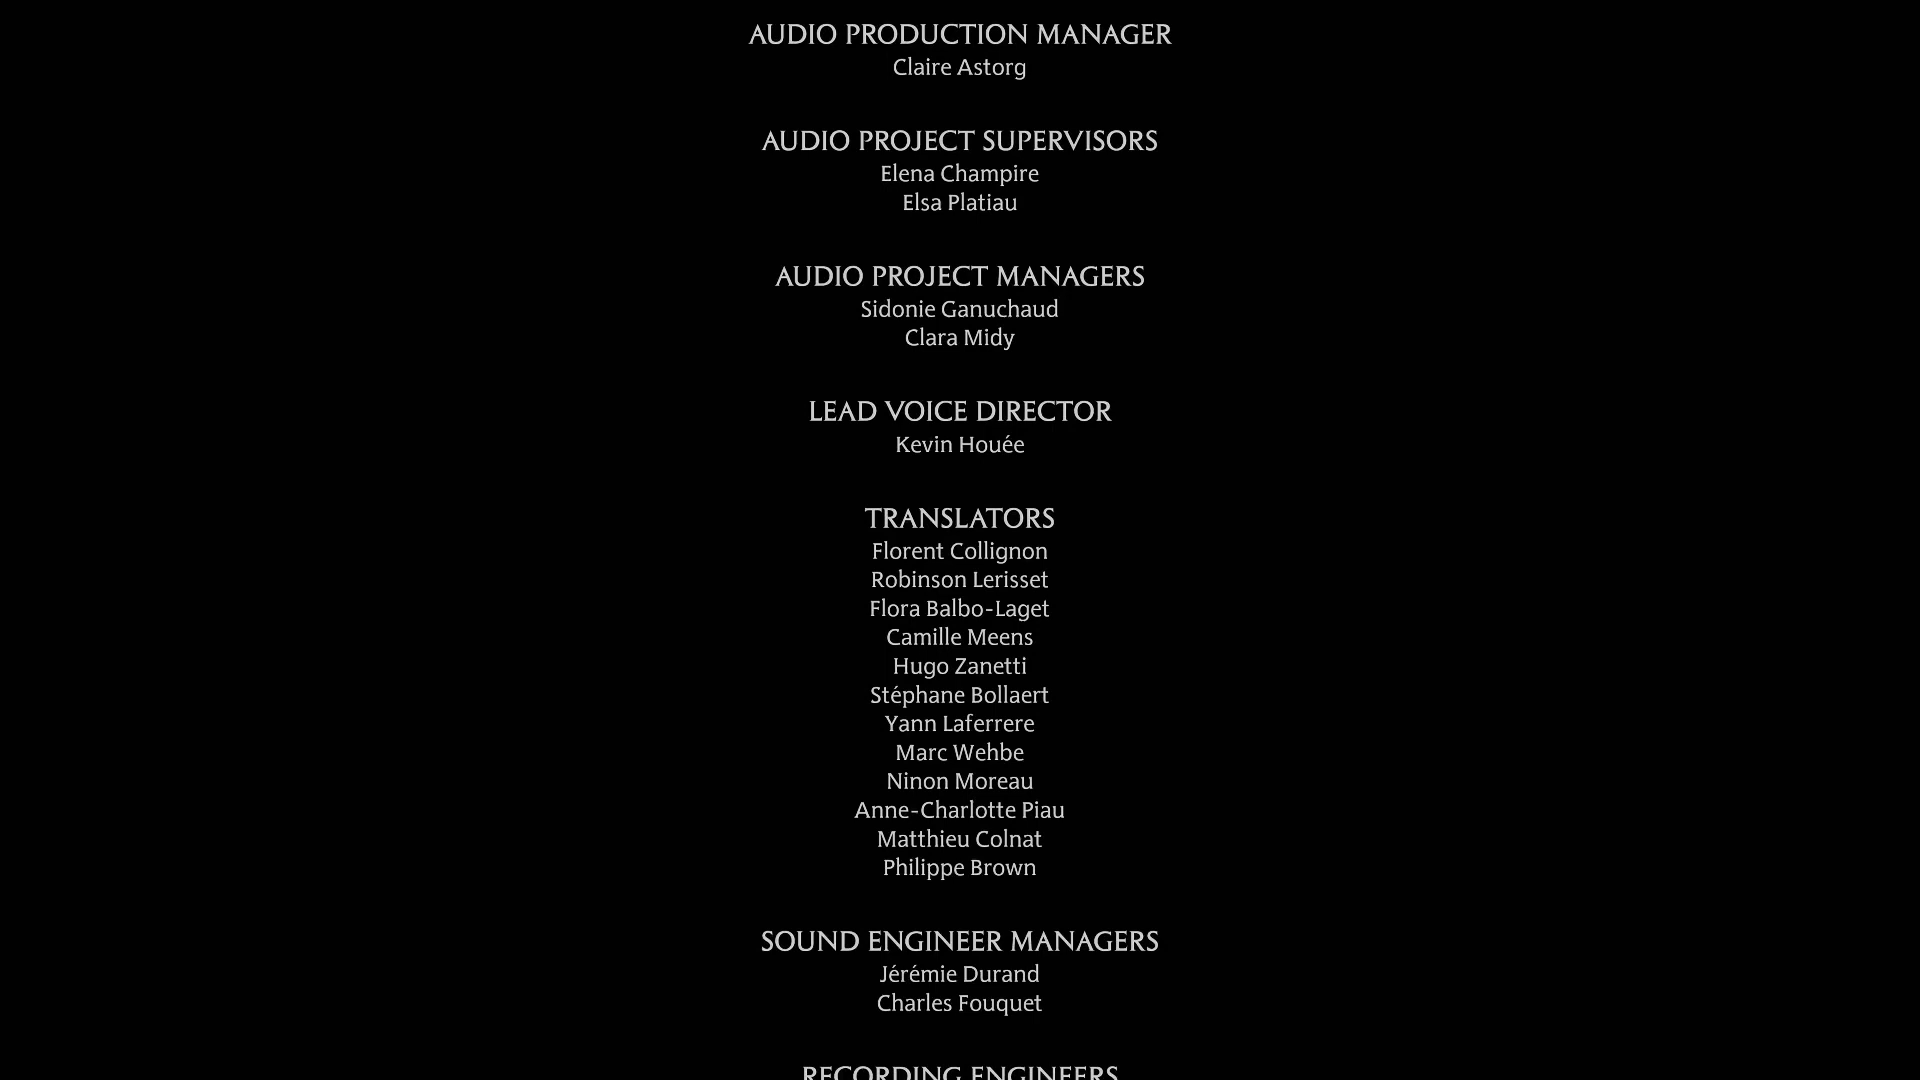 AUDIO PRODUCTION MANAGER
Claire Astorg
AUDIO PROJECT SUPERVISORS
Elena Champire
Elsa Platiau
AUDIO PROJECT MANAGERS
Sidonie Ganuchaud
Clara Midy
LEAD VOICE DIRECTOR
Kevin Houée
TRANSLATORS
Florent Collignon
Robinson Lerisset
Flora Balbo-Laget
Camille Meens
Hugo Zanetti
Stéphane Bollaert
Yann Laferrere
Marc Wehbe
Ninon Moreau
Anne-Charlotte Piau
Matthieu Colnat
Philippe Brown
SOUND ENGINEER MANAGERS
Jérémie Durand
Charles Fouquet
RECORDING ENGINEERS